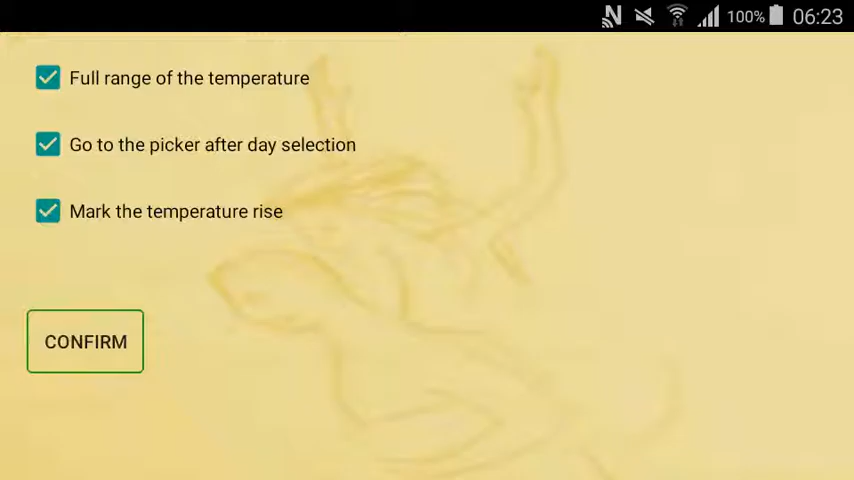 100% 06:23
Full range of the temperature
Go to the picker after day selection
Mark the temperature rise
CONFIRM